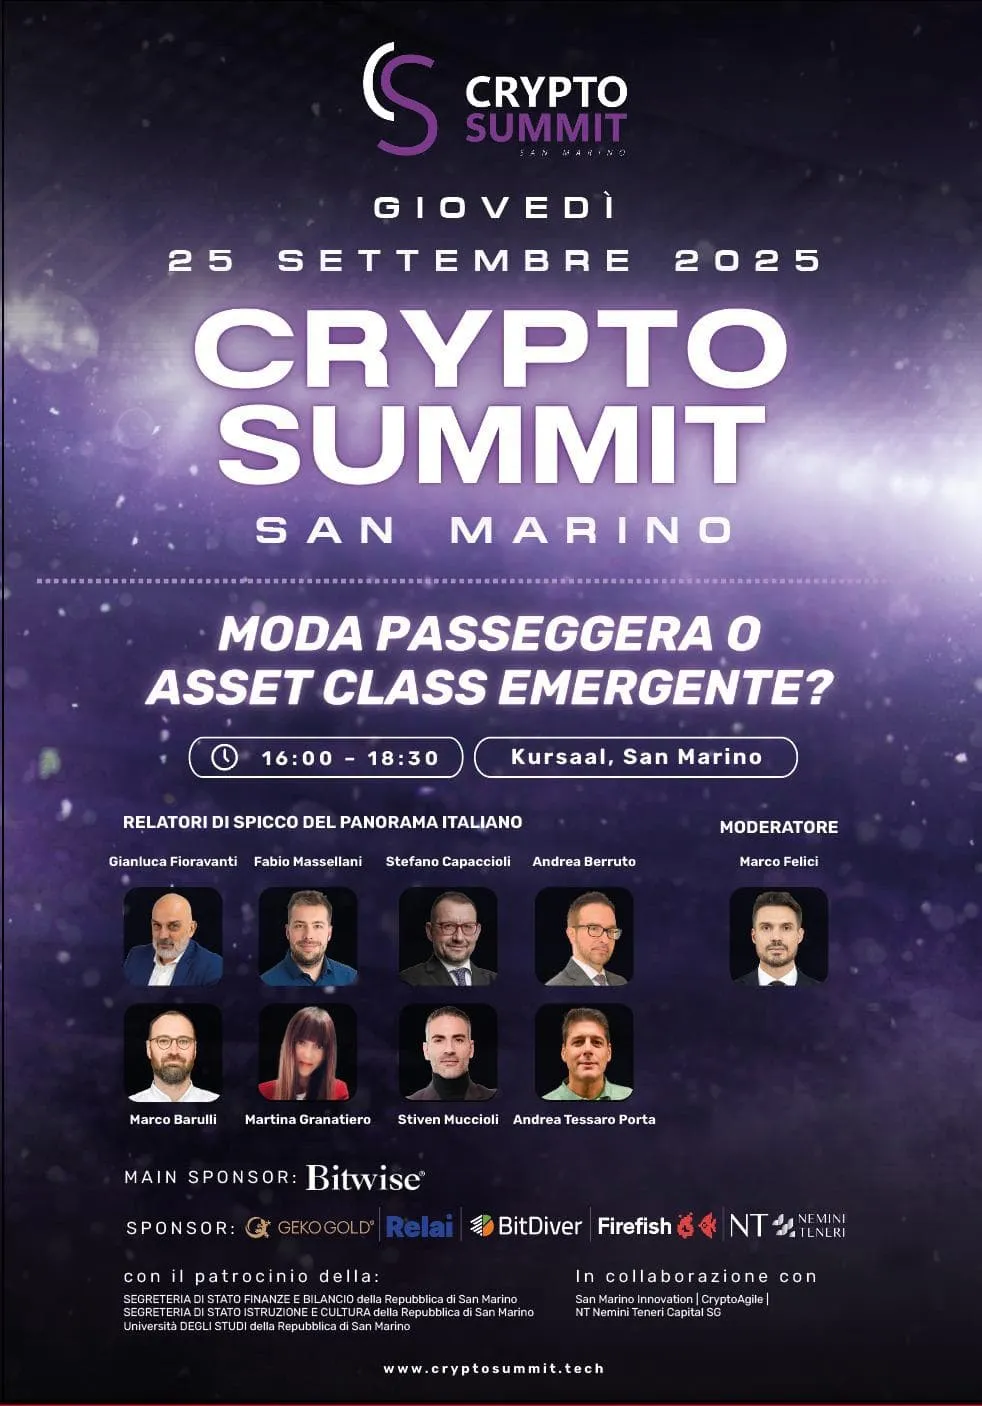 CRYPTO
SUMMIT
SAN MARINO
GIOVEDÌ
25 SETTEMBRE 2025
CRYPTO
SUMMIT
SAN MARINO
MODA PASSEGGERA O
ASSET CLASS EMERGENTE?
16:00 – 18:30
Kursaal, San Marino
RELATORI DI SPICCO DEL PANORAMA ITALIANO
MODERATORE
Gianluca Fioravanti
Fabio Massellani
Stefano Capaccioli
Andrea Berruto
Marco Felici
Marco Barulli
Martina Granatiero
Stiven Muccioli
Andrea Tessaro Porta
MAIN SPONSOR: Bitwise®
SPONSOR: GEKO GOLD® Relai BitDiver Firefish NT NEMINI TENERI
con il patrocinio della:
SEGRETERIA DI STATO FINANZE E BILANCIO della Repubblica di San Marino
SEGRETERIA DI STATO ISTRUZIONE E CULTURA della Repubblica di San Marino
Università DEGLI STUDI della Repubblica di San Marino
In collaborazione con
San Marino Innovation | CryptoAgile |
NT Nemini Teneri Capital SG
www.cryptosummit.tech